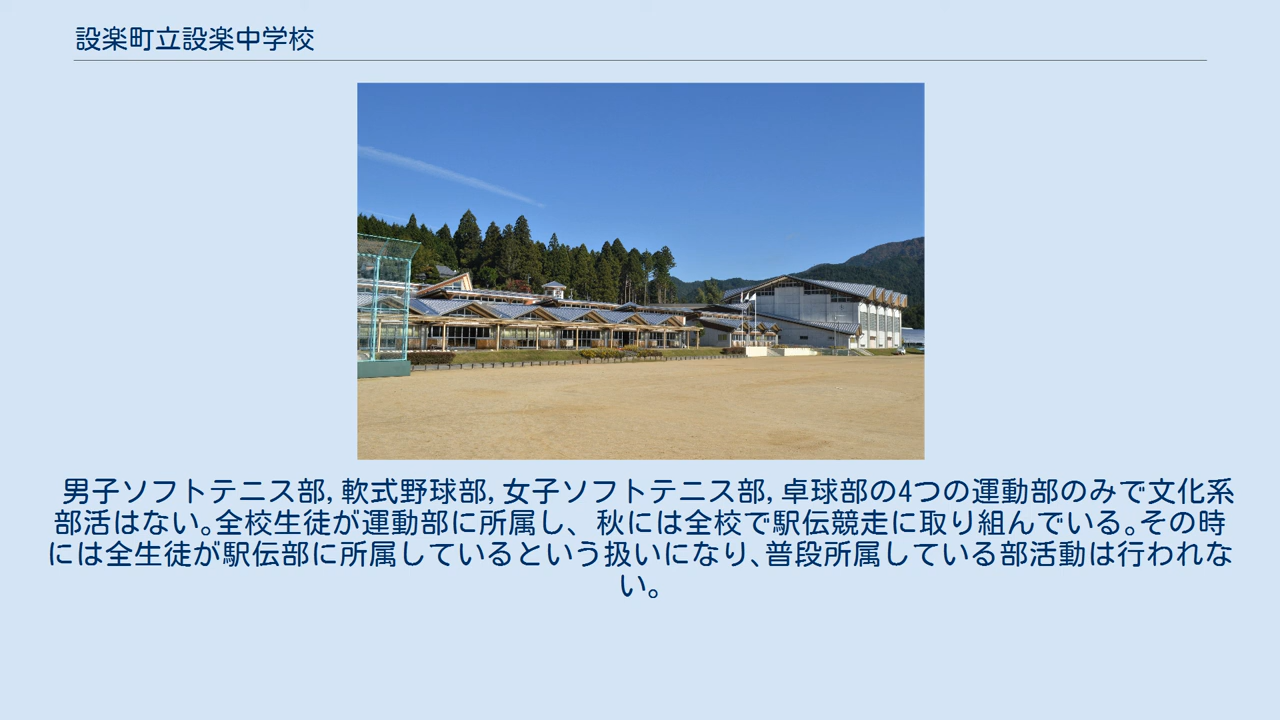 設楽町立設楽中学校
男子ソフトテニス部, 軟式野球部, 女子ソフトテニス部, 卓球部の4つの運動部のみで文化系
部活はない。全校生徒が運動部に所属し、秋には全校で駅伝競走に取り組んでいる。その時
には全生徒が駅伝部に所属しているという扱いになり、普段所属している部活動は行われな
い。